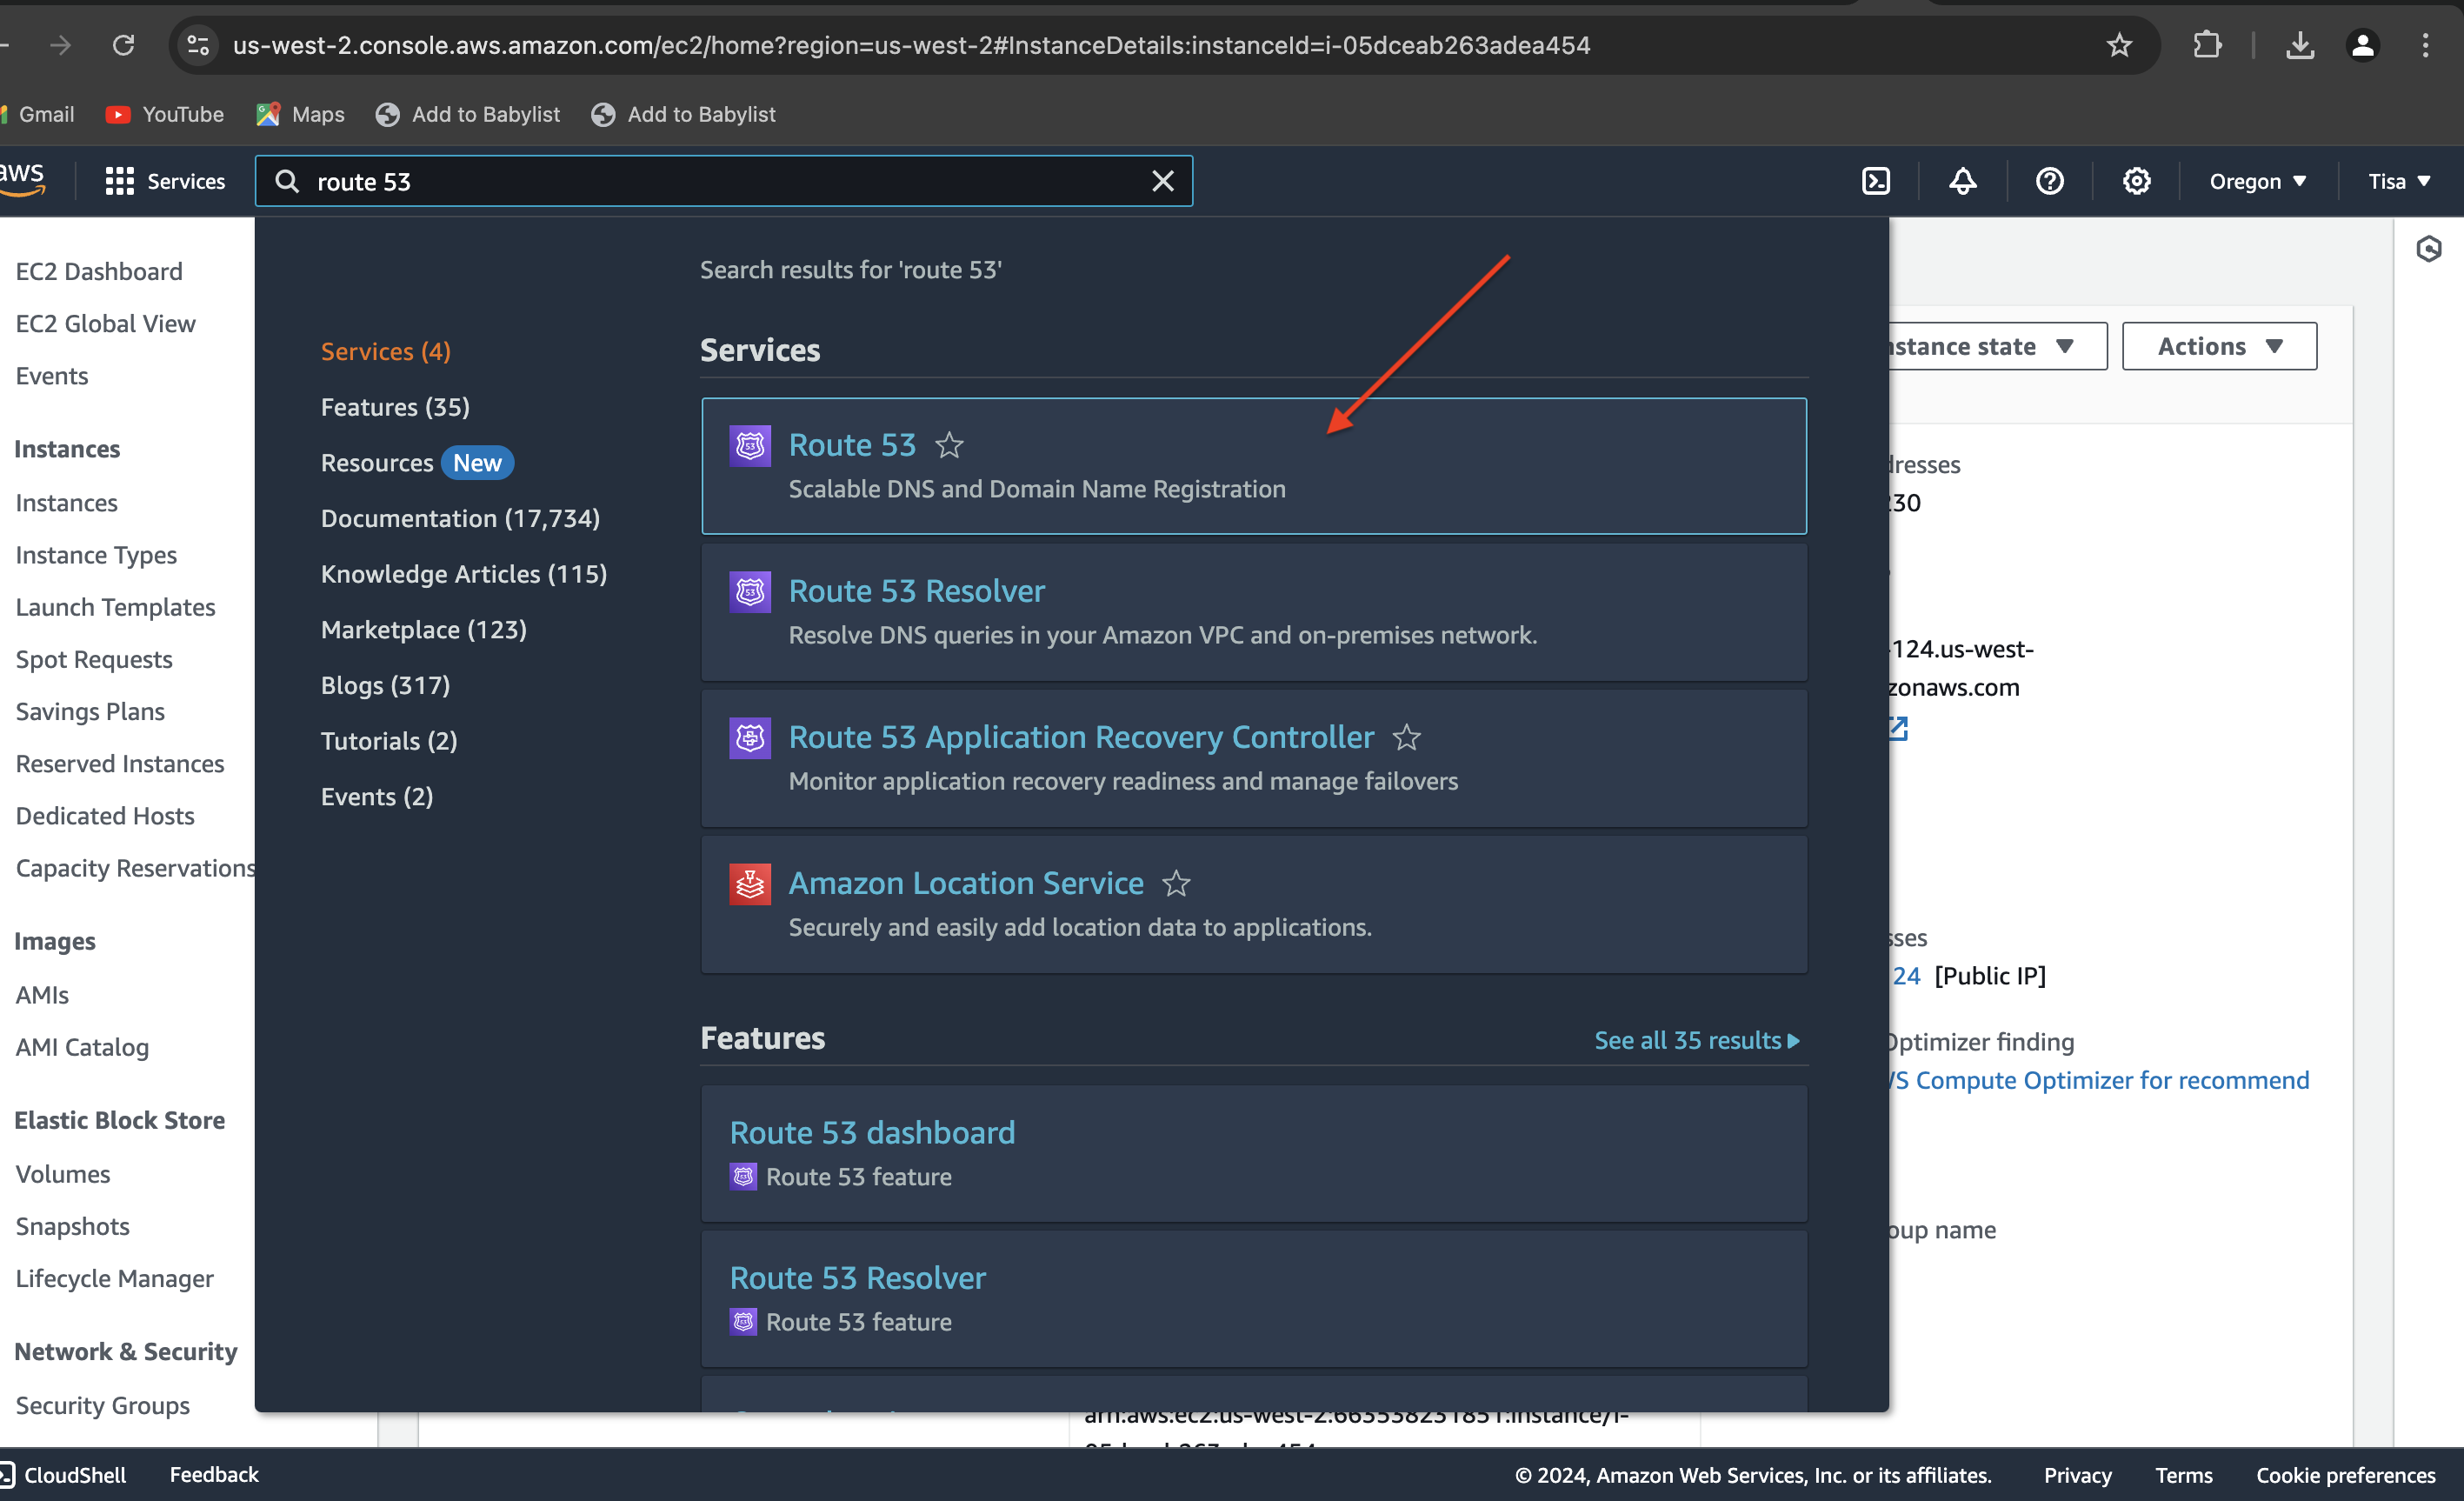 us-west-2.console.aws.amazon.com/ec2/home?region=us-west-2#InstanceDetails:instanceId=i-05dceab263adea454
Gmail
YouTube
Maps
Add to Babylist
Add to Babylist
aws
Services
route 53
Oregon
Tisa
EC2 Dashboard
EC2 Global View
Events
Instances
Instances
Instance Types
Launch Templates
Spot Requests
Savings Plans
Reserved Instances
Dedicated Hosts
Capacity Reservations
Images
AMIs
AMI Catalog
Elastic Block Store
Volumes
Snapshots
Lifecycle Manager
Network & Security
Security Groups
Services (4)
Features (35)
Resources New
Documentation (17,734)
Knowledge Articles (115)
Marketplace (123)
Blogs (317)
Tutorials (2)
Events (2)
Search results for 'route 53'
Services
Route 53
Scalable DNS and Domain Name Registration
Route 53 Resolver
Resolve DNS queries in your Amazon VPC and on-premises network.
Route 53 Application Recovery Controller
Monitor application recovery readiness and manage failovers
Amazon Location Service
Securely and easily add location data to applications.
Features
See all 35 results
Route 53 dashboard
Route 53 feature
Route 53 Resolver
Route 53 feature
nstance state
Actions
dresses
230
-124.us-west-
zonaws.com
sses
24 [Public IP]
Optimizer finding
WS Compute Optimizer for recommend
oup name
CloudShell
Feedback
© 2024, Amazon Web Services, Inc. or its affiliates.
Privacy
Terms
Cookie preferences